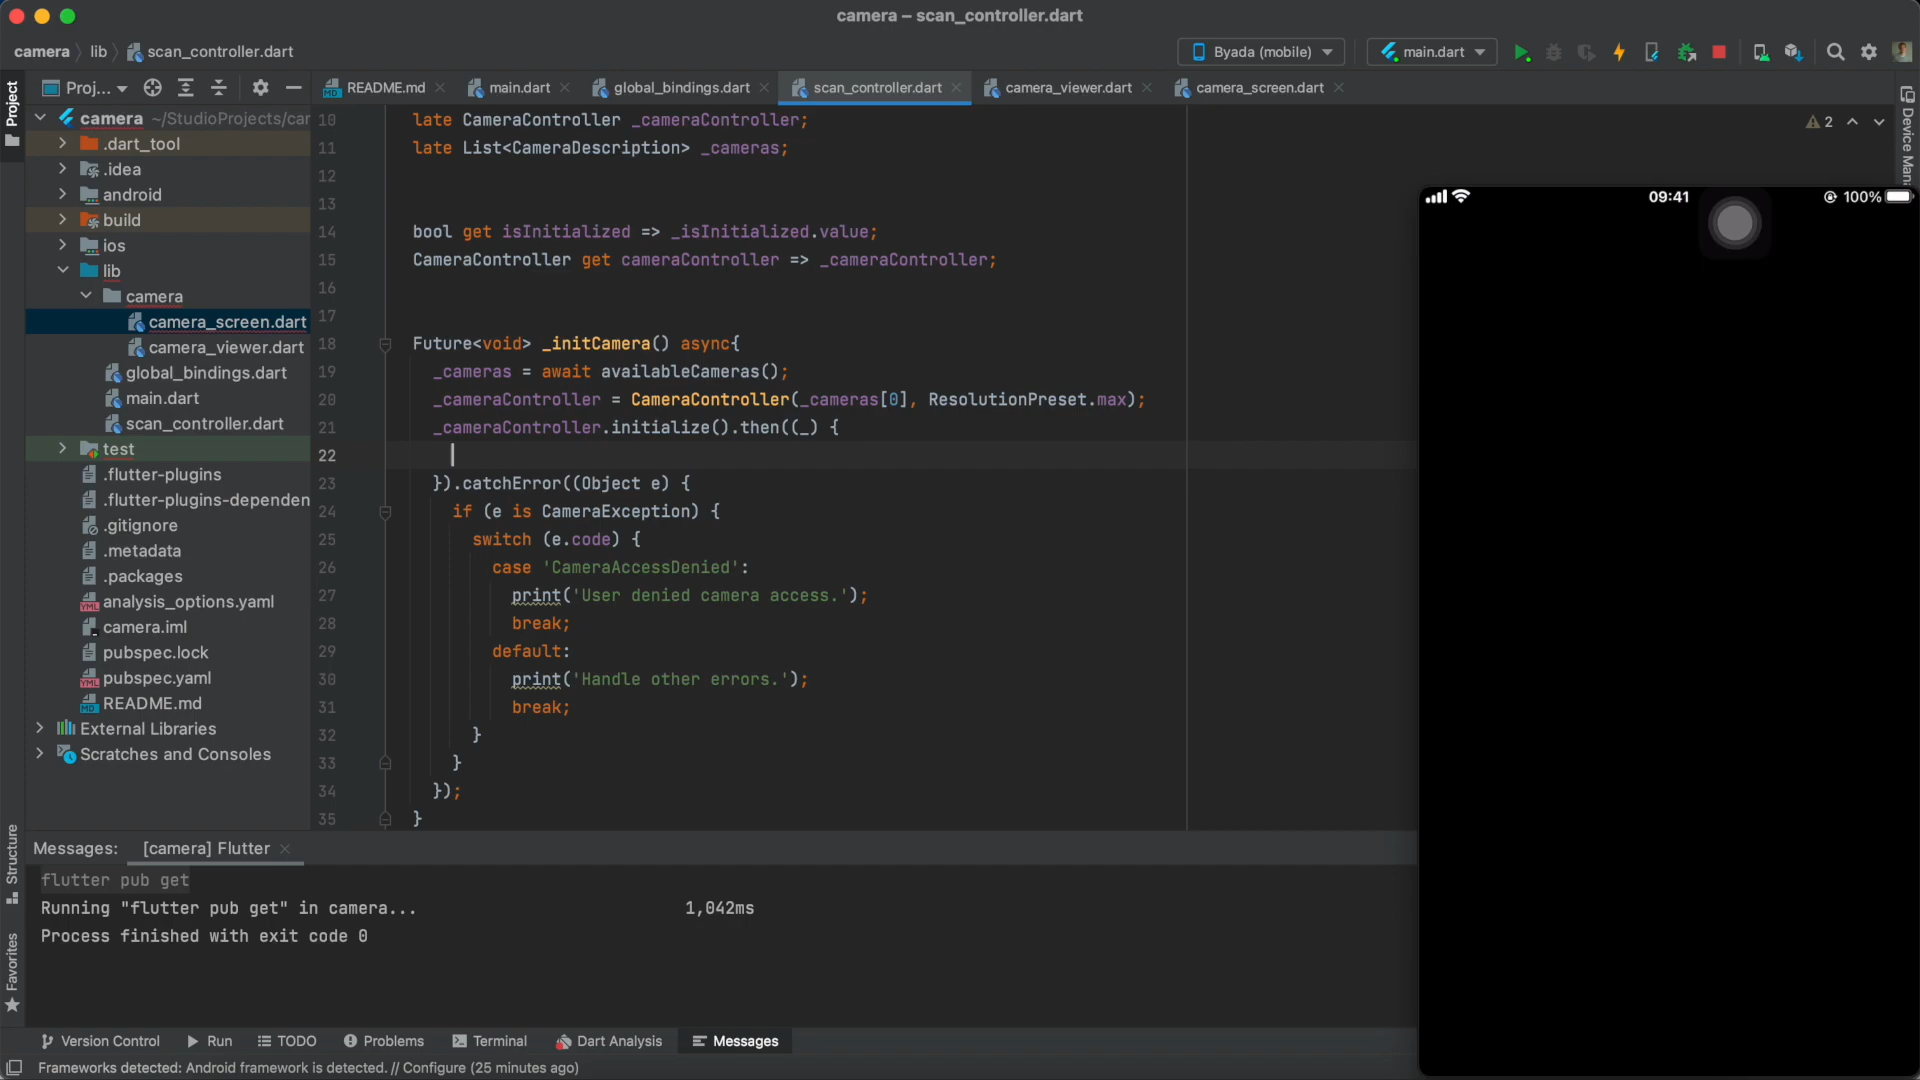 camera – scan_controller.dart
camera lib scan_controller.dart
Byada (mobile) main.dart
Project
Proj...
README.md main.dart global_bindings.dart scan_controller.dart camera_viewer.dart camera_screen.dart
camera ~/StudioProjects/car
.dart_tool
.idea
android
build
ios
lib
camera
camera_screen.dart
camera_viewer.dart
global_bindings.dart
main.dart
scan_controller.dart
test
.flutter-plugins
.flutter-plugins-dependen
.gitignore
.metadata
.packages
analysis_options.yaml
camera.iml
pubspec.lock
pubspec.yaml
README.md
External Libraries
Scratches and Consoles
10 late CameraController _cameraController;
11 late List<CameraDescription> _cameras;
12
13
14 bool get isInitialized => _isInitialized.value;
15 CameraController get cameraController => _cameraController;
16
17
18 Future<void> _initCamera() async{
19 _cameras = await availableCameras();
20 _cameraController = CameraController(_cameras[0], ResolutionPreset.max);
21 _cameraController.initialize().then((_) {
22
23 }).catchError((Object e) {
24 if (e is CameraException) {
25 switch (e.code) {
26 case 'CameraAccessDenied':
27 print('User denied camera access.');
28 break;
29 default:
30 print('Handle other errors.');
31 break;
32 }
33 }
34 });
35 }
2
Device Mana
09:41 100%
Structure
Favorites
Messages: [camera] Flutter
flutter pub get
Running "flutter pub get" in camera... 1,042ms
Process finished with exit code 0
Version Control Run TODO Problems Terminal Dart Analysis Messages
Frameworks detected: Android framework is detected. // Configure (25 minutes ago)